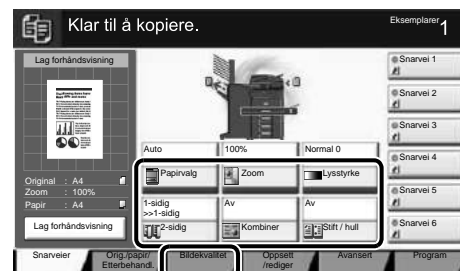 Klar til å kopiere.
Eksemplarer 1
Lag forhåndsvisning
Original : A4
Zoom : 100%
Papir : A4
Lag forhåndsvisning
Auto
100%
Normal 0
Papirvalg
Zoom
Lysstyrke
1-sidig
>>1-sidig
Av
Av
2-sidig
Kombiner
Stift / hull
Snarvei 1
Snarvei 2
Snarvei 3
Snarvei 4
Snarvei 5
Snarvei 6
Snarveier
Orig./papir/
Etterbehandl.
Bildekvalitet
Oppsett
/rediger
Avansert
Program